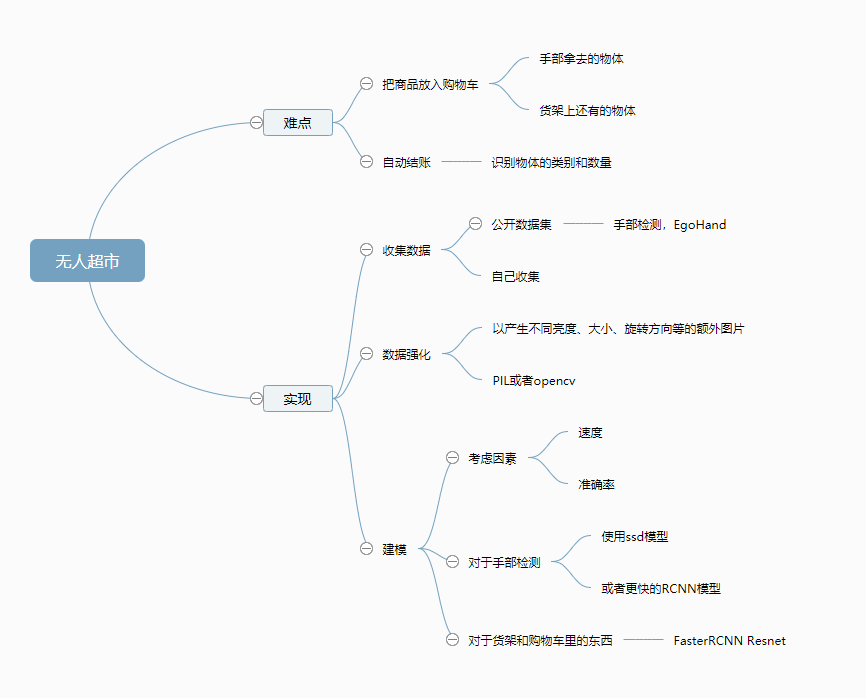 无人超市
难点
把商品放入购物车
手部拿去的物体
货架上还有的物体
自动结账
识别物体的类别和数量
实现
收集数据
公开数据集
手部检测，EgoHand
自己收集
数据强化
以产生不同亮度、大小、旋转方向等的额外图片
PIL或者opencv
建模
考虑因素
速度
准确率
对于手部检测
使用ssd模型
或者更快的RCNN模型
对于货架和购物车里的东西
FasterRCNN Resnet